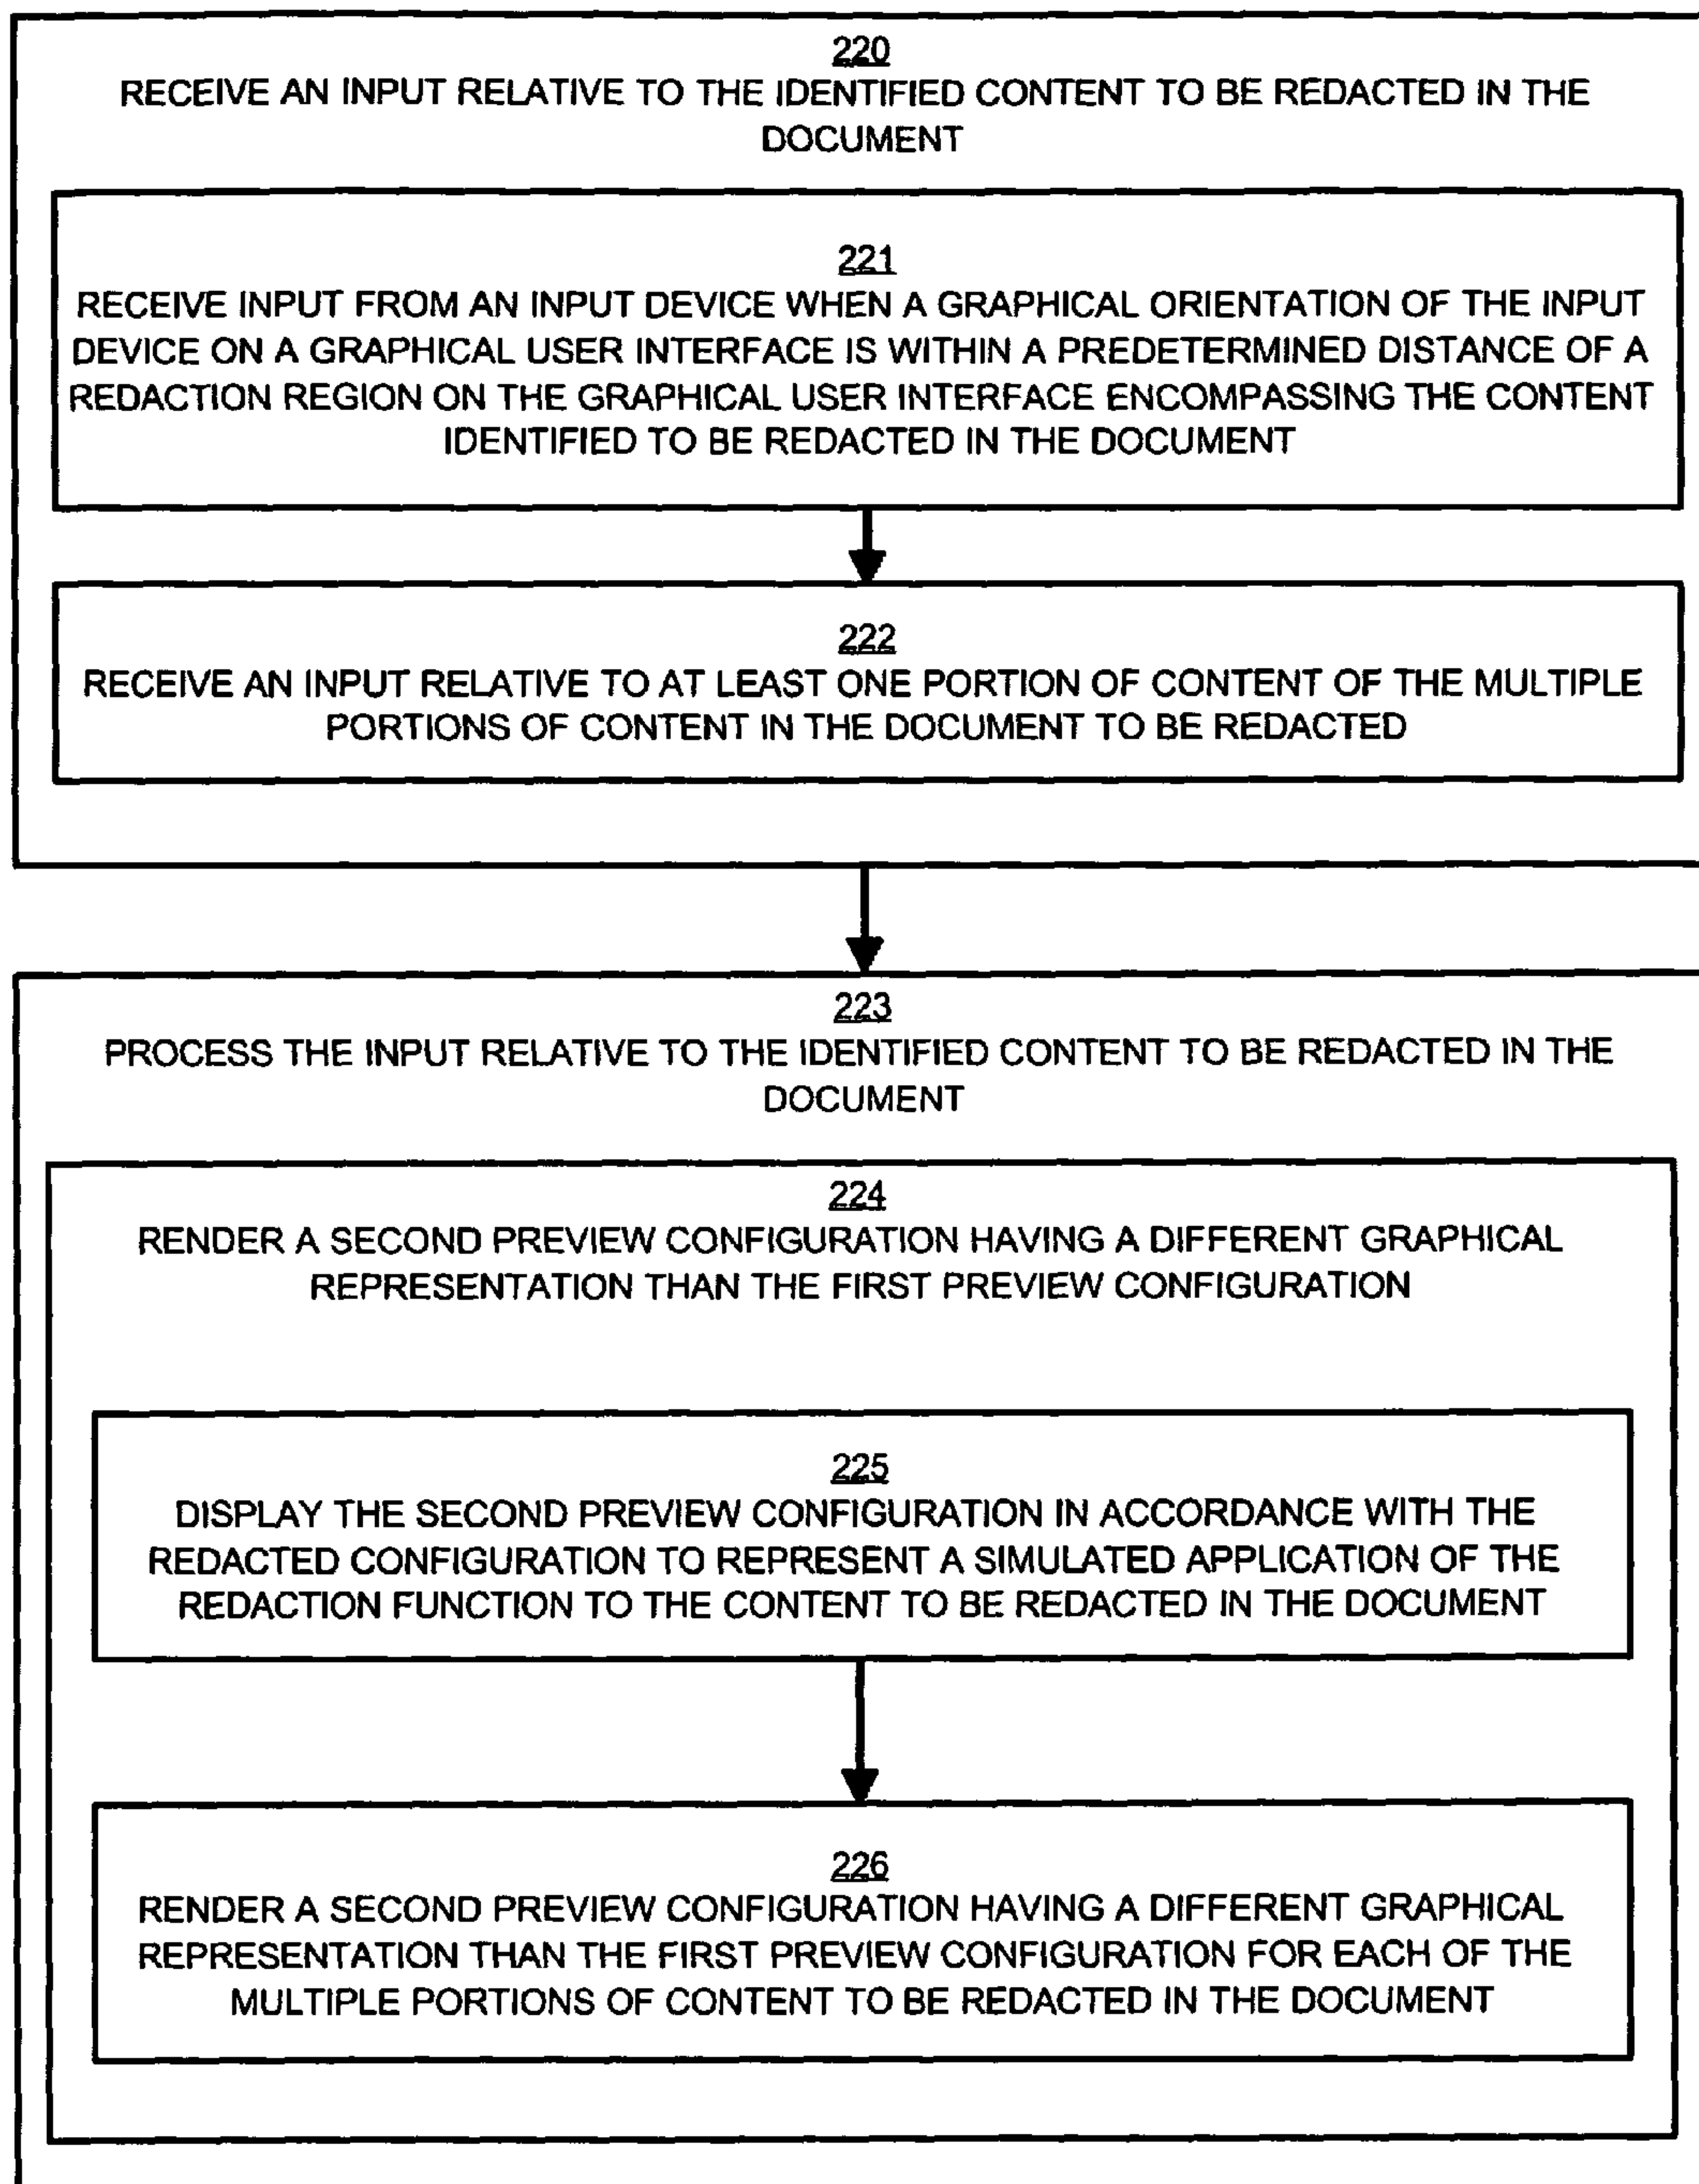 220
RECEIVE AN INPUT RELATIVE TO THE IDENTIFIED CONTENT TO BE REDACTED IN THE
DOCUMENT
221
RECEIVE INPUT FROM AN INPUT DEVICE WHEN A GRAPHICAL ORIENTATION OF THE INPUT
DEVICE ON A GRAPHICAL USER INTERFACE IS WITHIN A PREDETERMINED DISTANCE OF A
REDACTION REGION ON THE GRAPHICAL USER INTERFACE ENCOMPASSING THE CONTENT
IDENTIFIED TO BE REDACTED IN THE DOCUMENT
222
RECEIVE AN INPUT RELATIVE TO AT LEAST ONE PORTION OF CONTENT OF THE MULTIPLE
PORTIONS OF CONTENT IN THE DOCUMENT TO BE REDACTED
223
PROCESS THE INPUT RELATIVE TO THE IDENTIFIED CONTENT TO BE REDACTED IN THE
DOCUMENT
224
RENDER A SECOND PREVIEW CONFIGURATION HAVING A DIFFERENT GRAPHICAL
REPRESENTATION THAN THE FIRST PREVIEW CONFIGURATION
225
DISPLAY THE SECOND PREVIEW CONFIGURATION IN ACCORDANCE WITH THE
REDACTED CONFIGURATION TO REPRESENT A SIMULATED APPLICATION OF THE
REDACTION FUNCTION TO THE CONTENT TO BE REDACTED IN THE DOCUMENT
226
RENDER A SECOND PREVIEW CONFIGURATION HAVING A DIFFERENT GRAPHICAL
REPRESENTATION THAN THE FIRST PREVIEW CONFIGURATION FOR EACH OF THE
MULTIPLE PORTIONS OF CONTENT TO BE REDACTED IN THE DOCUMENT